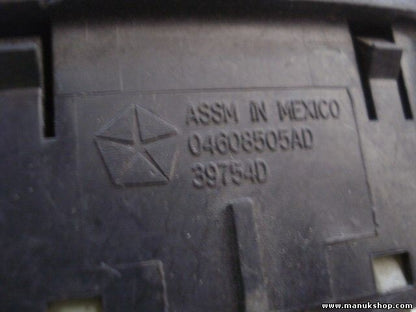 ASSM IN MEXICO
04608505AD
39754D
www.manukshop.com